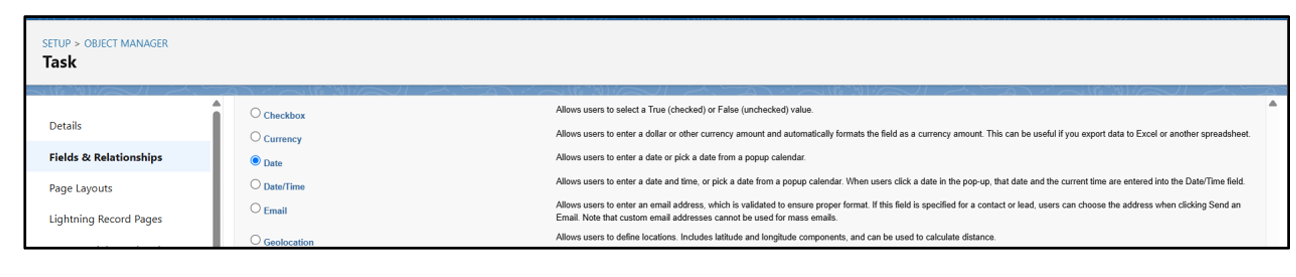 SETUP > OBJECT MANAGER
Task
Details
Fields & Relationships
Page Layouts
Lightning Record Pages
Checkbox Allows users to select a True (checked) or False (unchecked) value.
Currency Allows users to enter a dollar or other currency amount and automatically formats the field as a currency amount. This can be useful if you export data to Excel or another spreadsheet.
Date Allows users to enter a date or pick a date from a popup calendar.
Date/Time Allows users to enter a date and time, or pick a date from a popup calendar. When users click a date in the pop-up, that date and the current time are entered into the Date/Time field.
Email Allows users to enter an email address, which is validated to ensure proper format. If this field is specified for a contact or lead, users can choose the address when clicking Send an
Email. Note that custom email addresses cannot be used for mass emails.
Geolocation Allows users to define locations. Includes latitude and longitude components, and can be used to calculate distance.